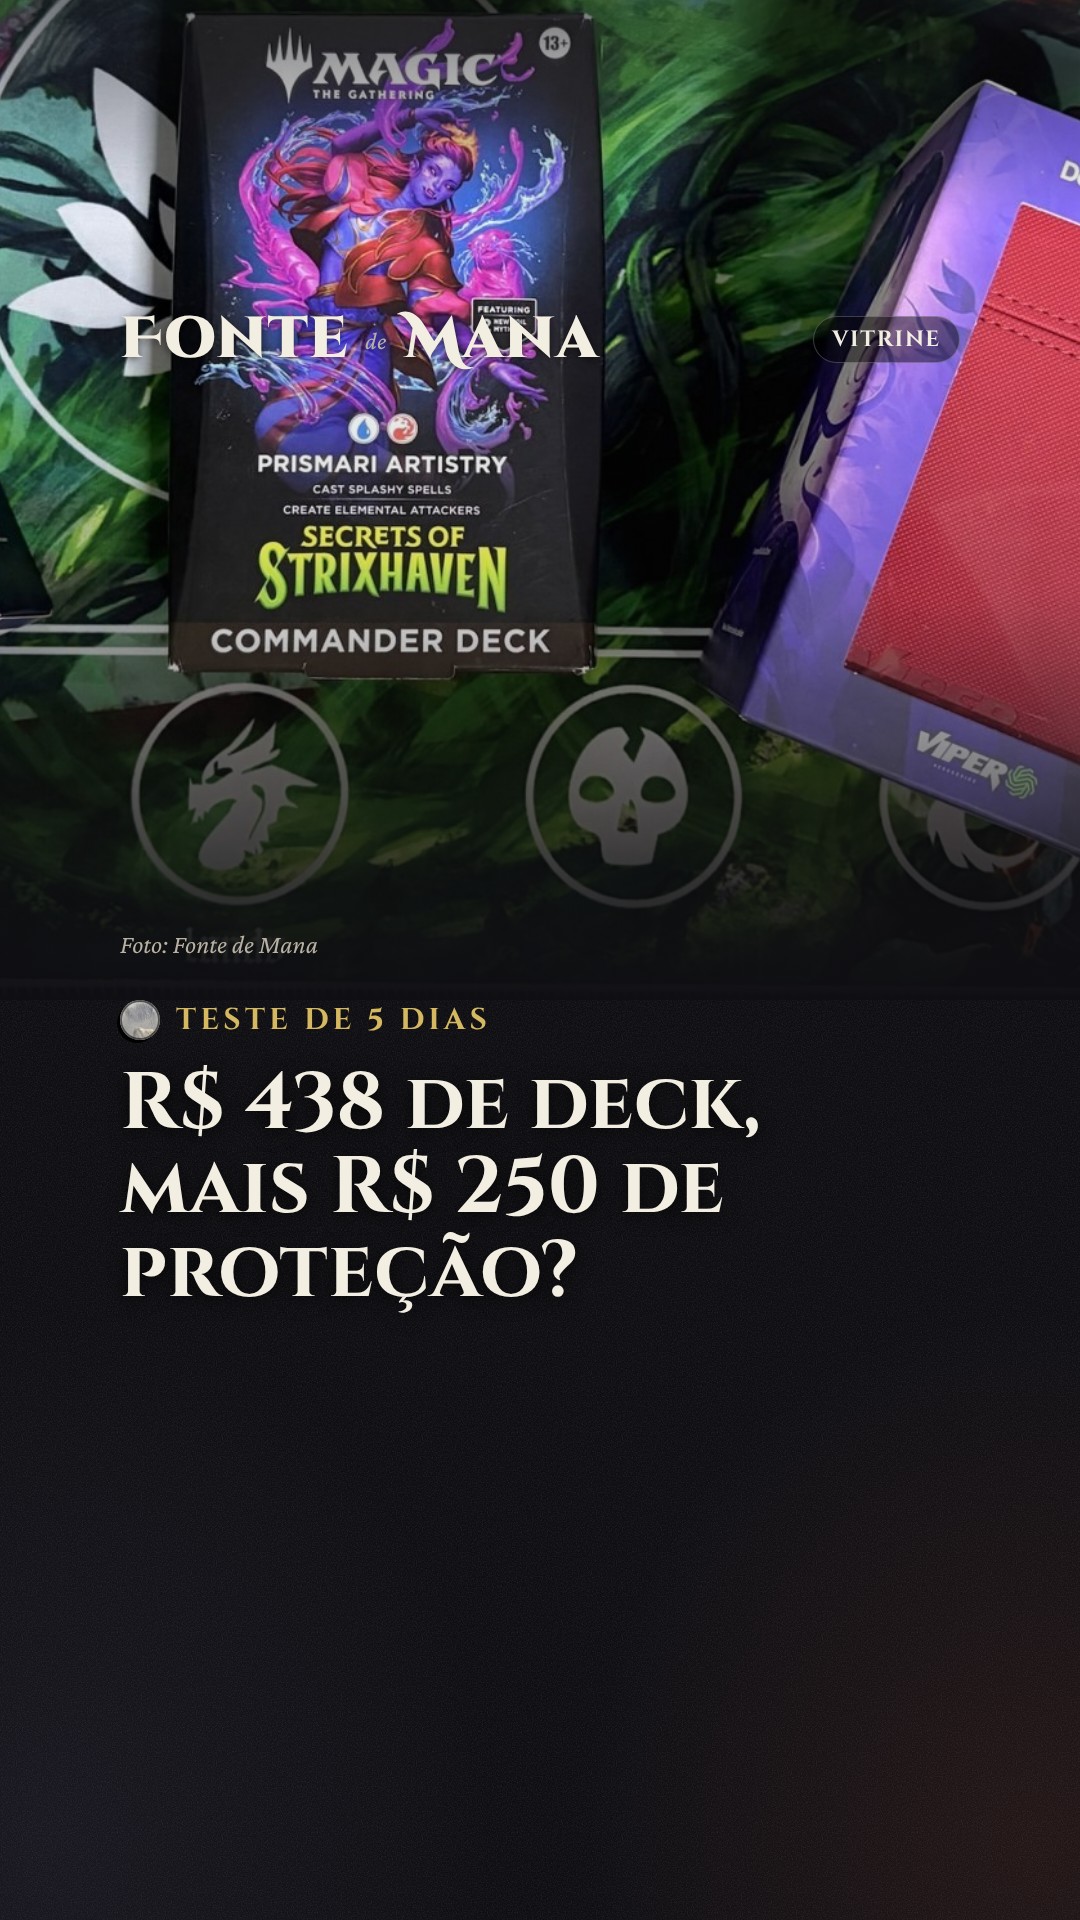 MAGIC
THE GATHERING
13+
FEATURING
FONTE de MANA
VITRINE
PRISMARI ARTISTRY
CAST SPLASHY SPELLS
CREATE ELEMENTAL ATTACKERS
SECRETS OF
STRIXHAVEN
COMMANDER DECK
VIPER
Foto: Fonte de Mana
TESTE DE 5 DIAS
R$ 438 DE DECK,
MAIS R$ 250 DE
PROTEÇÃO?